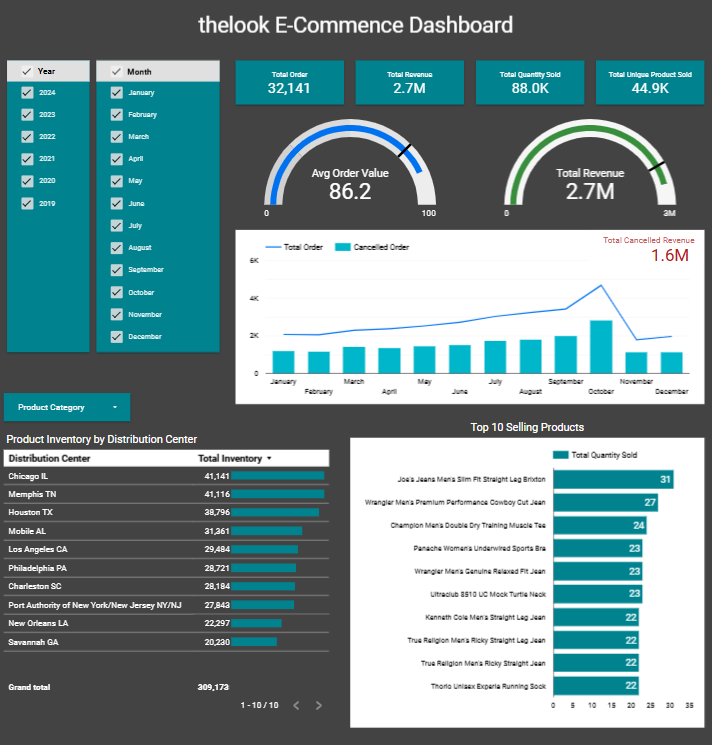 thelook E-Commence Dashboard
Year
2024
2023
2022
2021
2020
2019
Month
January
February
March
April
May
June
July
August
September
October
November
December
Total Order
32,141
Total Revenue
2.7M
Total Quantity Sold
88.0K
Total Unique Product Sold
44.9K
Avg Order Value
86.2
0 100
Total Revenue
2.7M
0 3M
Total Order Cancelled Order
Total Cancelled Revenue
1.6M
6K
4K
2K
0
January March May July September November
February April June August October December
Product Category
Product Inventory by Distribution Center
Distribution Center Total Inventory
Chicago IL 41,141
Memphis TN 41,116
Houston TX 38,796
Mobile AL 31,361
Los Angeles CA 29,484
Philadelphia PA 28,721
Charleston SC 28,184
Port Authority of New York/New Jersey NY/NJ 27,843
New Orleans LA 22,297
Savannah GA 20,230
Grand total 309,173
1 - 10 / 10
Top 10 Selling Products
Total Quantity Sold
Joe's Jeans Men's Slim Fit Straight Leg Brixton 31
Wrangler Men's Premium Performance Cowboy Cut Jean 27
Champion Men's Double Dry Training Muscle Tee 24
Panache Women's Underwired Sports Bra 23
Wrangler Men's Genuine Relaxed Fit Jean 23
Ultraclub 8510 UC Mock Turtle Neck 23
Kenneth Cole Men's Straight Leg Jean 22
True Religion Men's Ricky Straight Leg Jean 22
True Religion Men's Ricky Straight Jean 22
Thorlo Unisex Experia Running Sock 22
0 5 10 15 20 25 30 35